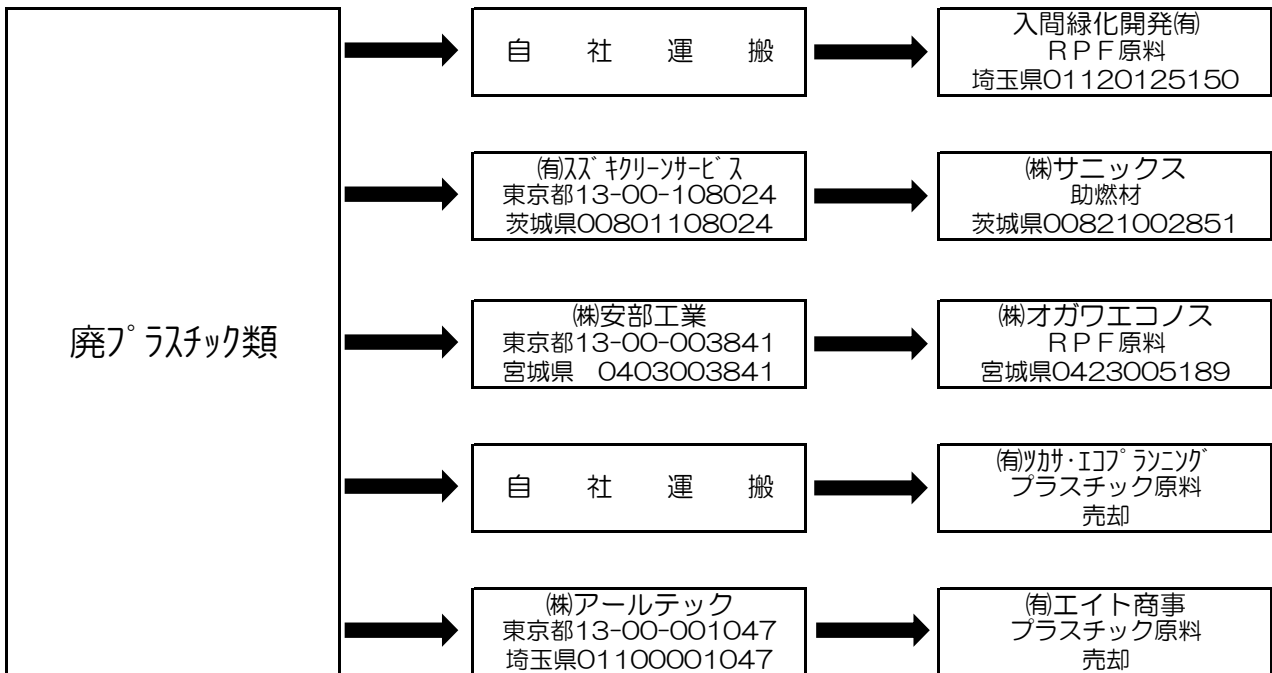 廃ﾌﾟﾗｽﾁｯｸ類
自　社　運　搬
入間緑化開発㈲
ＲＰＦ原料
埼玉県01120125150
㈲ｽｽﾞｷｸﾘｰﾝｻｰﾋﾞｽ
東京都13-00-108024
茨城県00801108024
㈱サニックス
助燃材
茨城県00821002851
㈱安部工業
東京都13-00-003841
宮城県　0403003841
㈱オガワエコノス
ＲＰＦ原料
宮城県0423005189
自　社　運　搬
㈲ﾂｶｻ・ｴｺﾌﾟﾗﾝﾆﾝｸﾞ
プラスチック原料
売却
㈱アールテック
東京都13-00-001047
埼玉県01100001047
㈲エイト商事
プラスチック原料
売却